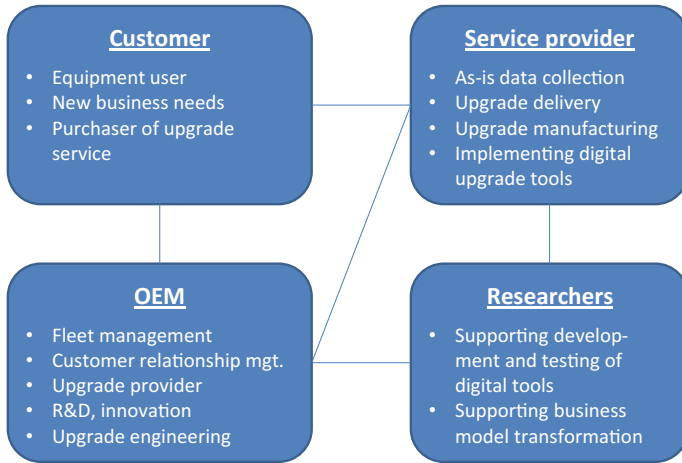 Customer
• Equipment user
• New business needs
• Purchaser of upgrade
service
Service provider
• As-is data collection
• Upgrade delivery
• Upgrade manufacturing
• Implementing digital
upgrade tools
OEM
• Fleet management
• Customer relationship mgt.
• Upgrade provider
• R&D, innovation
• Upgrade engineering
Researchers
• Supporting develop-
ment and testing of
digital tools
• Supporting business
model transformation